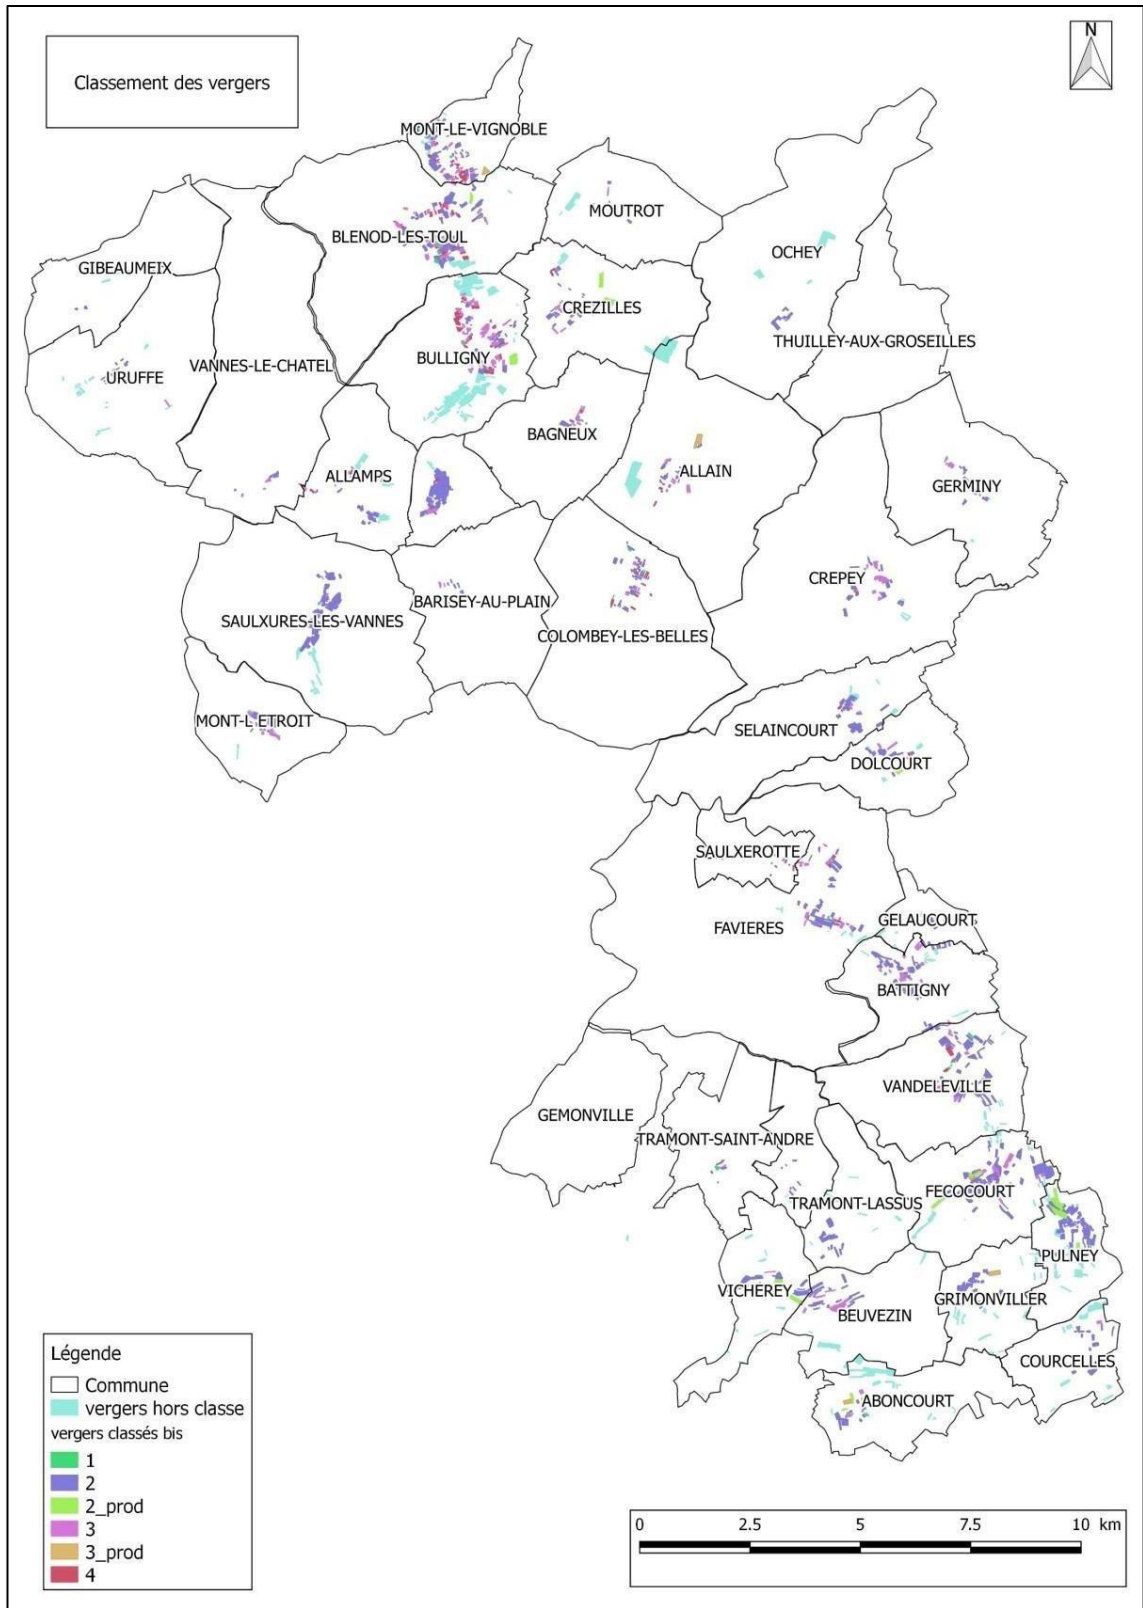 Classement des vergers
N
MONT-LE-VIGNOBLE
MOUTROT
BLENOD-LES-TOUL
OCHEY
GIBEAUMEIX
CREZILLES
THUILLEY-AUX-GROSEILLES
BULLIGNY
VANNES-LE-CHATEL
URUFFE
BAGNEUX
ALLAIN
ALLAMPS
GERMINY
CREPEY
BARISEY-AU-PLAIN
SAULXURES-LES-VANNES
COLOMBEY-LES-BELLES
MONT-L ETROIT
SELAINCOURT
DOLCOURT
SAULXEROTTE
GELAUCOURT
FAVIERES
BATTIGNY
VANDELEVILLE
GEMONVILLE
TRAMONT-SAINT-ANDRE
FECOCOURT
TRAMONT-LASSUS
PULNEY
VICHEREY
GRIMONVILLER
BEUVEZIN
COURCELLES
ABONCOURT
Légende
Commune
vergers hors classe
vergers classés bis
1
2
2_prod
3
3_prod
4
0 2.5 5 7.5 10 km